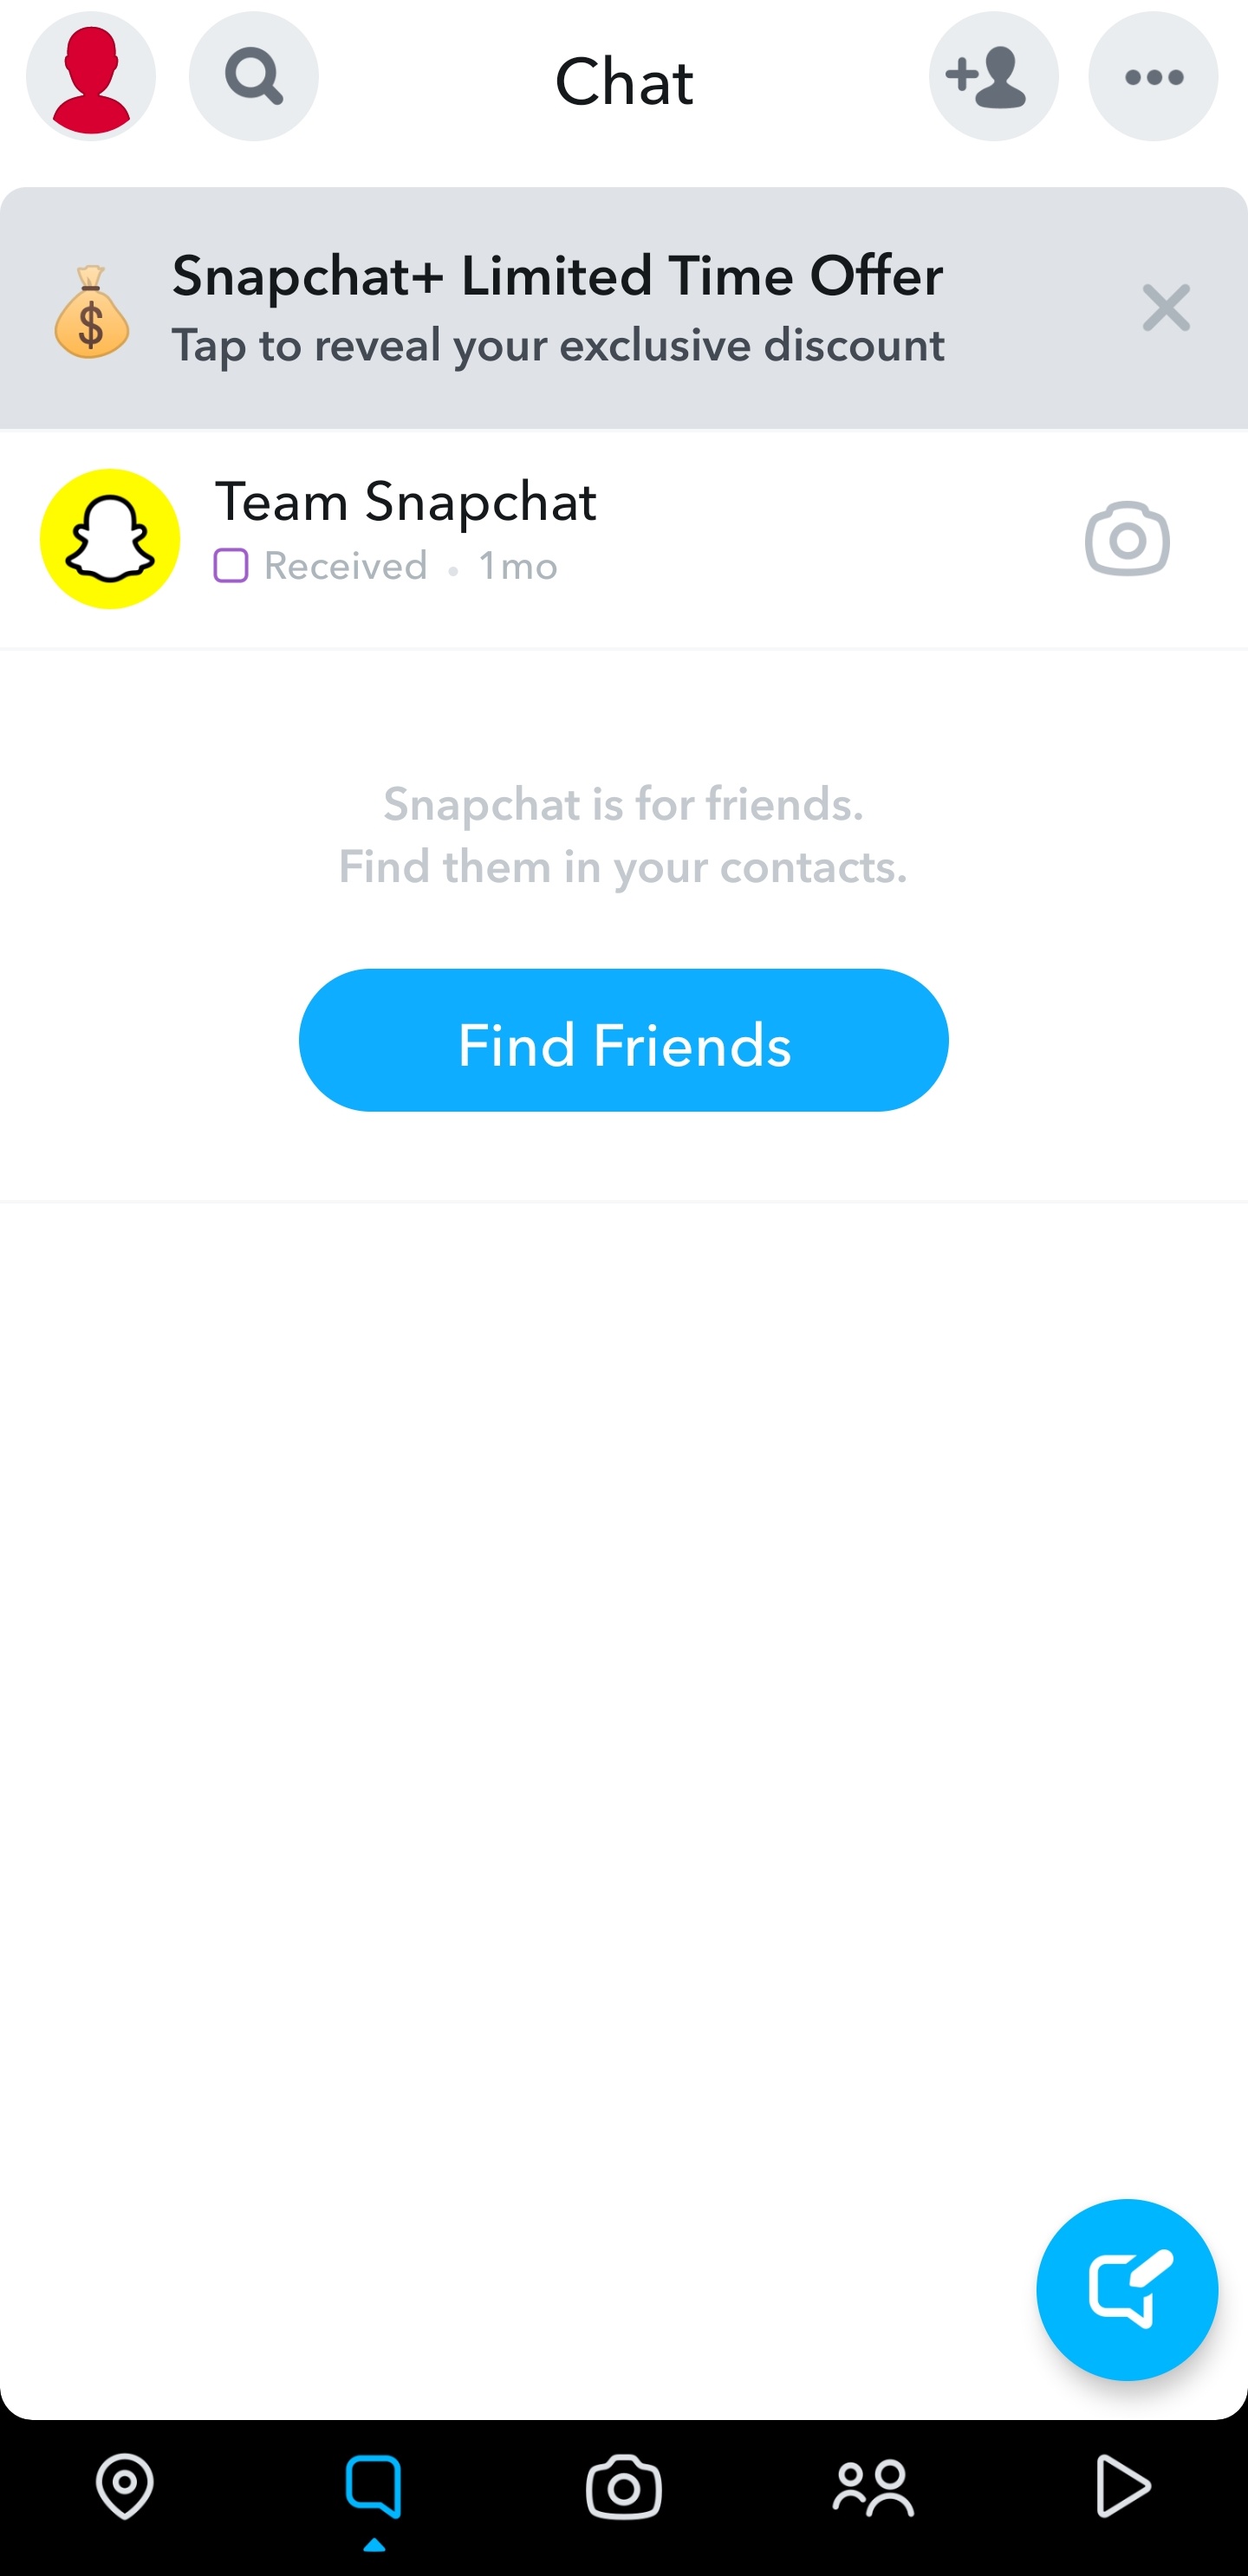 Chat
Snapchat+ Limited Time Offer
Tap to reveal your exclusive discount
Team Snapchat
Received • 1mo
Snapchat is for friends.
Find them in your contacts.
Find Friends